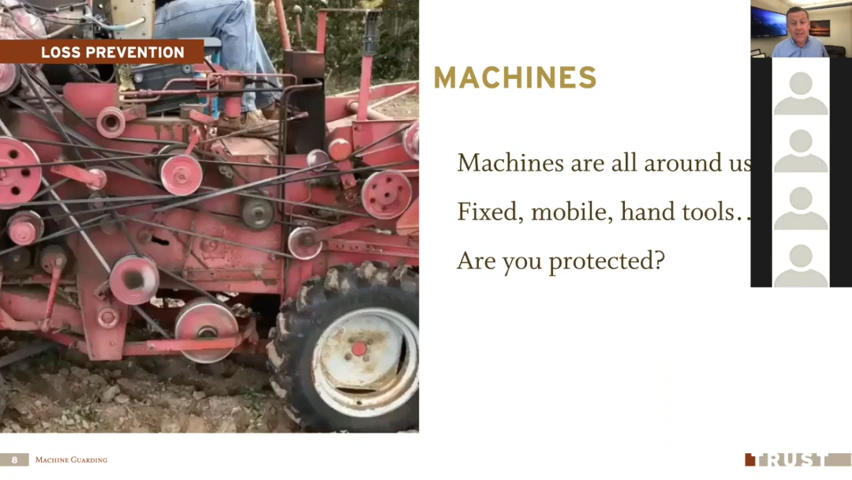 LOSS PREVENTION
MACHINES
Machines are all around us
Fixed, mobile, hand tools..
Are you protected?
8 Machine Guarding
TRUST